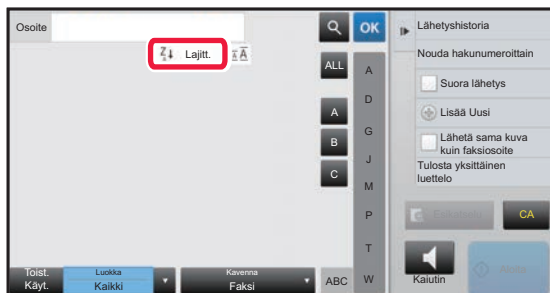 Osoite
OK
Z↓a Lajitt. AA
ALL
A
B
C
A
D
G
J
M
P
T
W
ABC
Toist. Käyt.
Luokka
Kaikki
Kavenna
Faksi
Lähetyshistoria
Nouda hakunumeroittain
Suora lähetys
Lisää Uusi
Lähetä sama kuva
kuin faksiosoite
Tulosta yksittäinen
luettelo
CA
Kaiutin